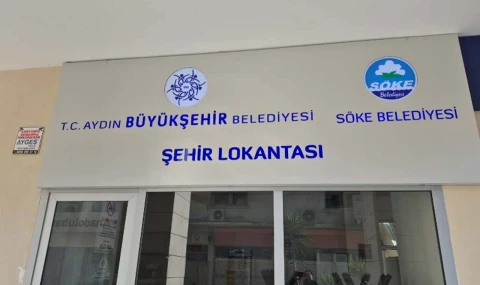 SÖKE
Belediyesi
T.C. AYDIN BÜYÜKŞEHİR BELEDİYESİ
SÖKE BELEDİYESİ
ŞEHİR LOKANTASI
AYGES